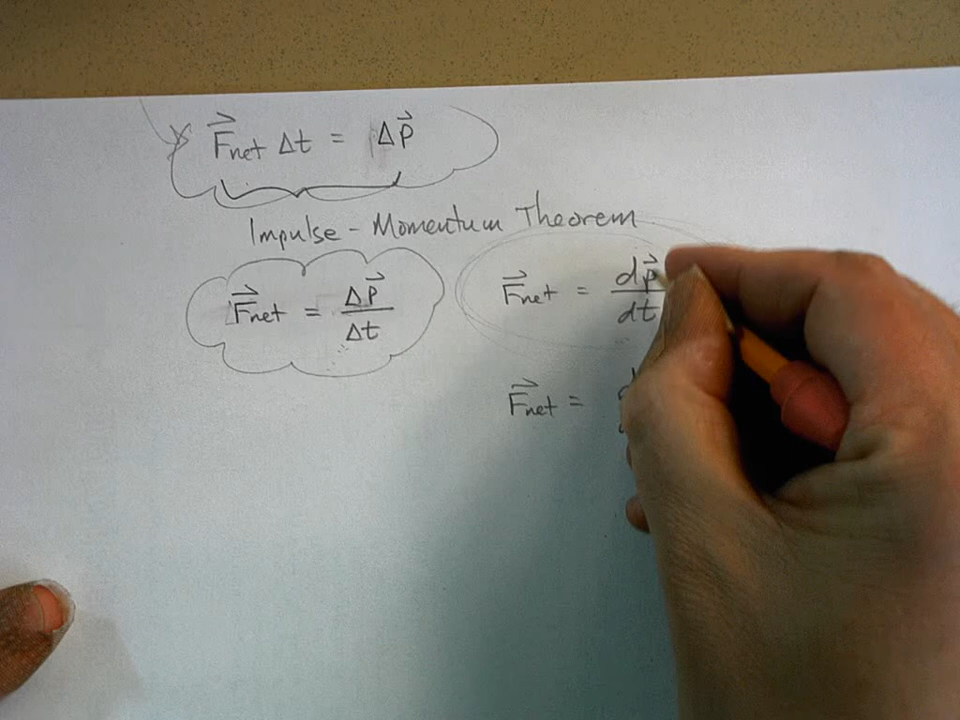 F⃗net Δt = Δp⃗
Impulse - Momentum Theorem
F⃗net = Δp⃗/Δt
F⃗net = dp⃗/dt
F⃗net =